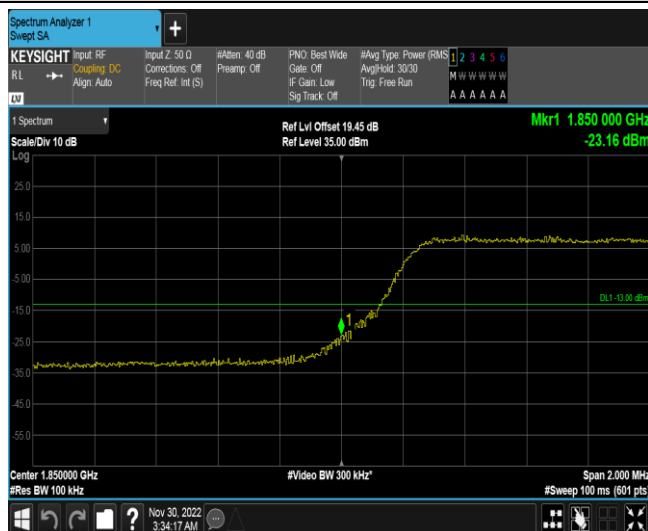 Spectrum Analyzer 1
Swept SA
+
KEYSIGHT
RL
LXI
Input: RF
Coupling: DC
Align: Auto
Input Z: 50 Ω
Corrections: Off
Freq Ref: Int (S)
#Atten: 40 dB
Preamp: Off
PNO: Best Wide
Gate: Off
IF Gain: Low
Sig Track: Off
#Avg Type: Power (RMS
Avg|Hold: 30/30
Trig: Free Run
1 2 3 4 5 6
M W W W W W
A A A A A A
1 Spectrum
Scale/Div 10 dB
Log
Ref Lvl Offset 19.45 dB
Ref Level 35.00 dBm
Mkr1 1.850 000 GHz
-23.16 dBm
25.0
15.0
5.00
-5.00
DL1 -13.00 dBm
-15.0
1
-25.0
-35.0
-45.0
-55.0
Center 1.850000 GHz
#Res BW 100 kHz
#Video BW 300 kHz*
Span 2.000 MHz
#Sweep 100 ms (601 pts)
?
Nov 30, 2022
3:34:17 AM